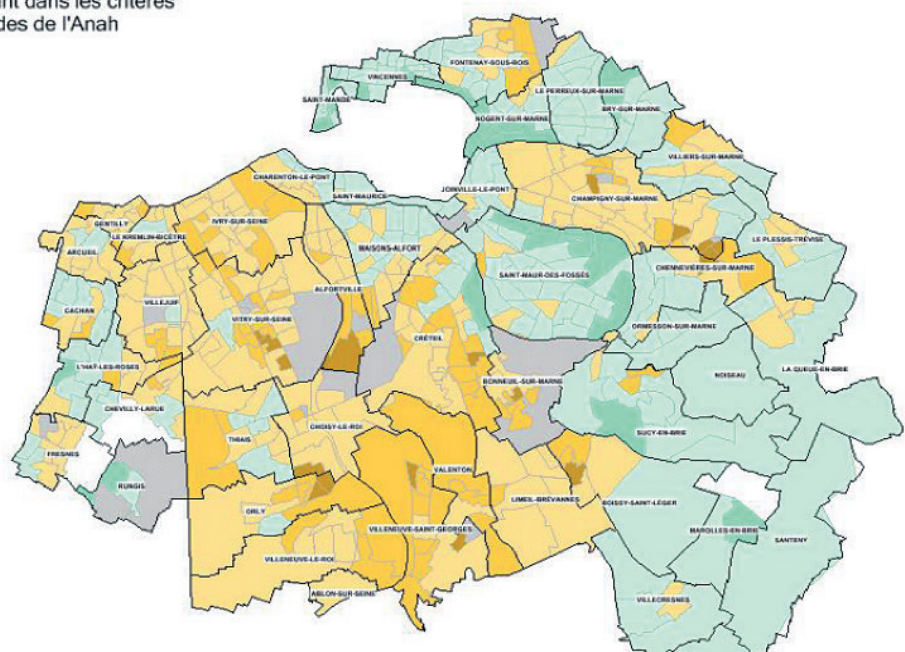 nt dans les critères
des de l'Anah
FONTENAY-SOUS-BOIS
VINCENNES
LE PERREUX-SUR-MARNE
SAINT-MANDE
BRY-SUR-MARNE
NOGENT-SUR-MARNE
VILLIERS-SUR-MARNE
CHARENTON-LE-PONT
SAINT-MAURICE
JOINVILLE-LE-PONT
CHAMPIGNY-SUR-MARNE
GENTILLY
IVRY-SUR-SEINE
LE KREMLIN-BICÊTRE
LE PLESSIS-TRÉVISE
MAISONS-ALFORT
ARCUEIL
CHENNEVIÈRES-SUR-MARNE
SAINT-MAUR-DES-FOSSÉS
ALFORTVILLE
VILLEJUIF
CACHAN
VITRY-SUR-SEINE
ORMESSON-SUR-MARNE
CRÉTEIL
L'HAŸ-LES-ROSES
LA QUEUE-EN-BRIE
NOISEAU
BONNEUIL-SUR-MARNE
CHEVILLY-LARUE
CHOISY-LE-ROI
SUCY-EN-BRIE
THIAIS
FRESNES
VALENTON
RUNGIS
LIMEIL-BRÉVANNES
BOISSY-SAINT-LÉGER
ORLY
VILLENEUVE-SAINT-GEORGES
MAROLLES-EN-BRIE
SANTENY
VILLENEUVE-LE-ROI
ABLON-SUR-SEINE
VILLECRESNES